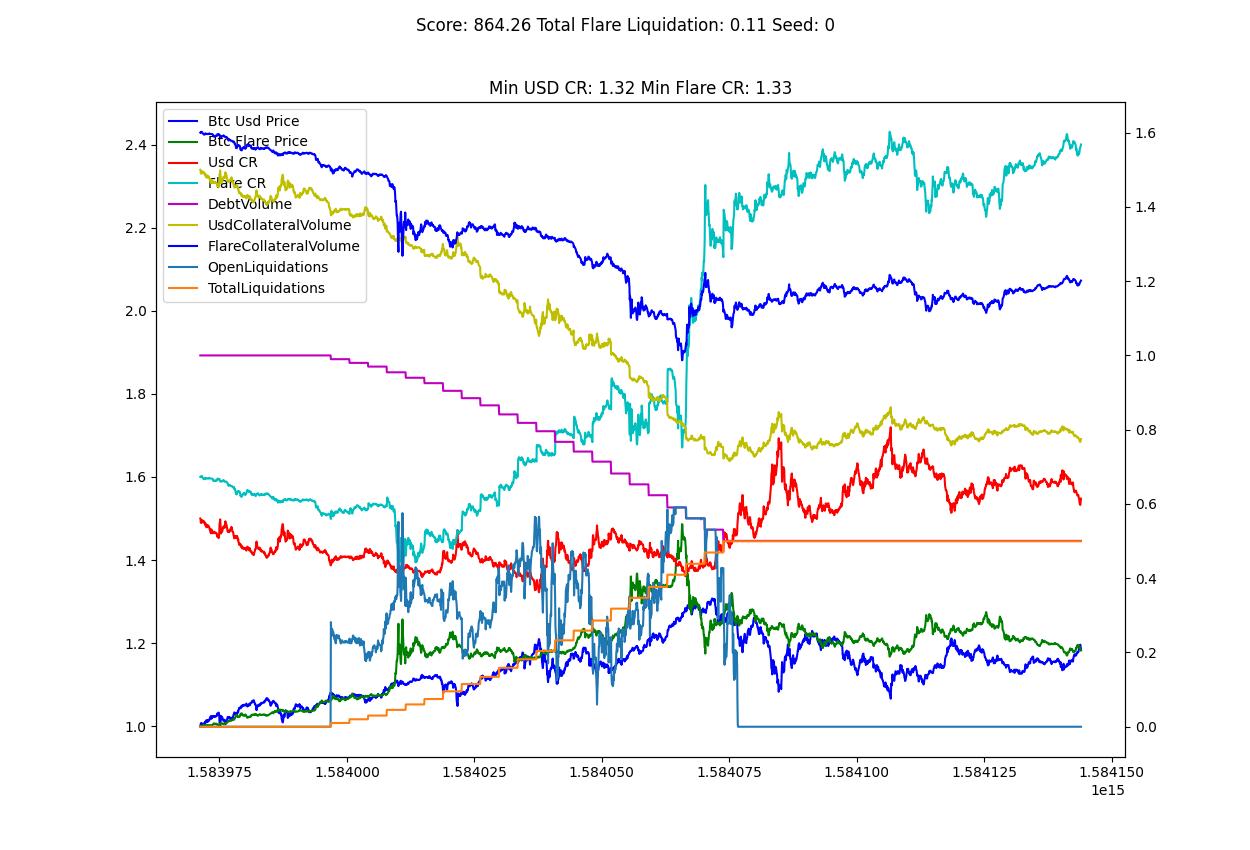 Score: 864.26 Total Flare Liquidation: 0.11 Seed: 0
Min USD CR: 1.32 Min Flare CR: 1.33
Btc Usd Price
Btc Flare Price
Usd CR
Flare CR
DebtVolume
UsdCollateralVolume
FlareCollateralVolume
OpenLiquidations
TotalLiquidations
2.4
2.2
2.0
1.8
1.6
1.4
1.2
1.0
1.6
1.4
1.2
1.0
0.8
0.6
0.4
0.2
0.0
1.583975 1.584000 1.584025 1.584050 1.584075 1.584100 1.584125 1.584150
1e15